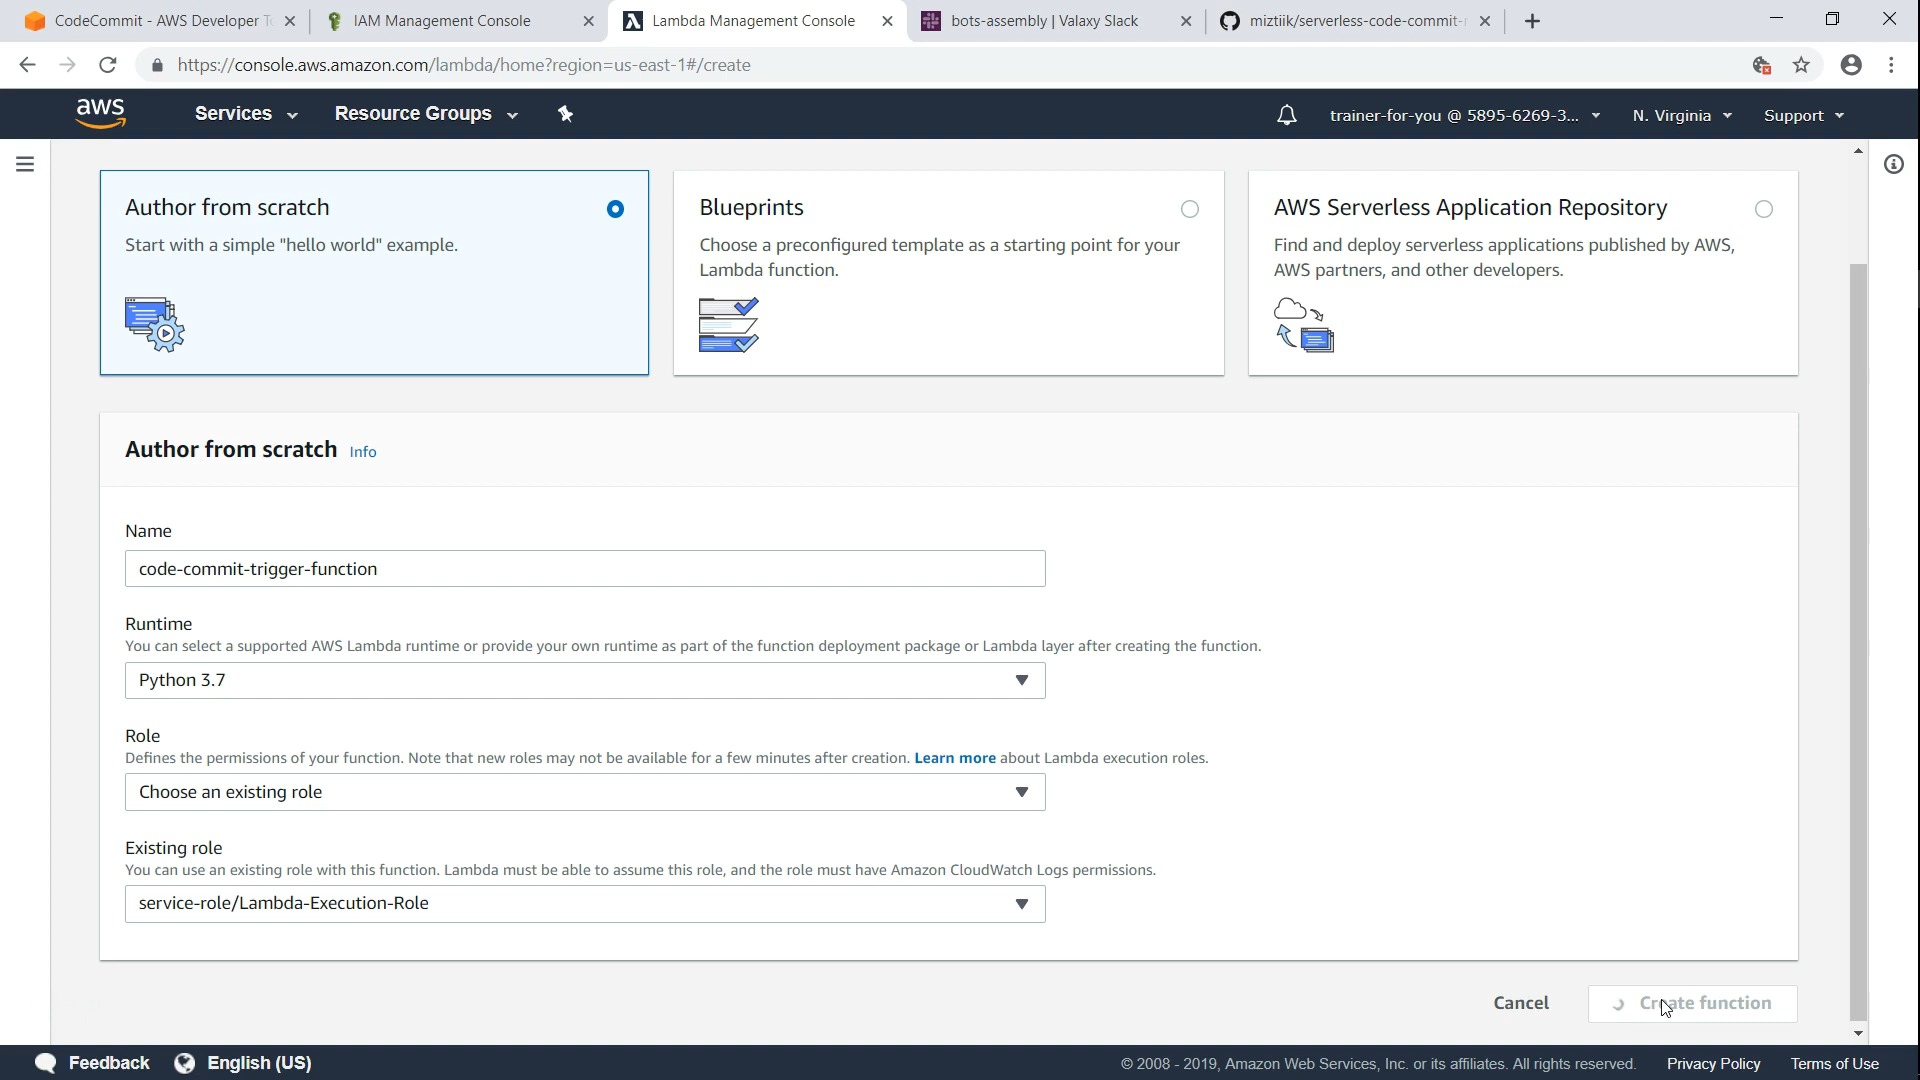 CodeCommit - AWS Developer T
IAM Management Console
Lambda Management Console
bots-assembly | Valaxy Slack
miztiik/serverless-code-commit-
https://console.aws.amazon.com/lambda/home?region=us-east-1#/create
aws
Services
Resource Groups
trainer-for-you @ 5895-6269-3...
N. Virginia
Support
Author from scratch
Start with a simple "hello world" example.
Blueprints
Choose a preconfigured template as a starting point for your
Lambda function.
AWS Serverless Application Repository
Find and deploy serverless applications published by AWS,
AWS partners, and other developers.
Author from scratch Info
Name
code-commit-trigger-function
Runtime
You can select a supported AWS Lambda runtime or provide your own runtime as part of the function deployment package or Lambda layer after creating the function.
Python 3.7
Role
Defines the permissions of your function. Note that new roles may not be available for a few minutes after creation. Learn more about Lambda execution roles.
Choose an existing role
Existing role
You can use an existing role with this function. Lambda must be able to assume this role, and the role must have Amazon CloudWatch Logs permissions.
service-role/Lambda-Execution-Role
Cancel
Create function
Feedback
English (US)
© 2008 - 2019, Amazon Web Services, Inc. or its affiliates. All rights reserved.
Privacy Policy
Terms of Use